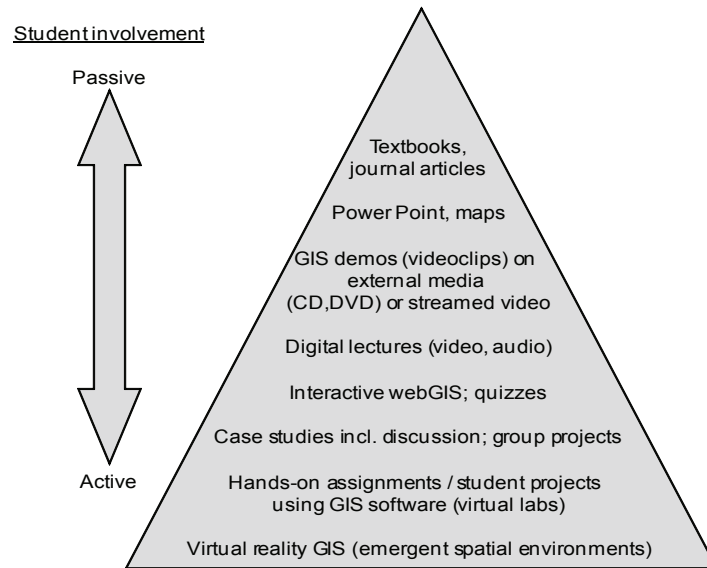 Student involvement
Passive
Textbooks,
journal articles
Power Point, maps
GIS demos (videoclips) on
external media
(CD,DVD) or streamed video
Digital lectures (video, audio)
Interactive webGIS; quizzes
Case studies incl. discussion; group projects
Active
Hands-on assignments / student projects
using GIS software (virtual labs)
Virtual reality GIS (emergent spatial environments)